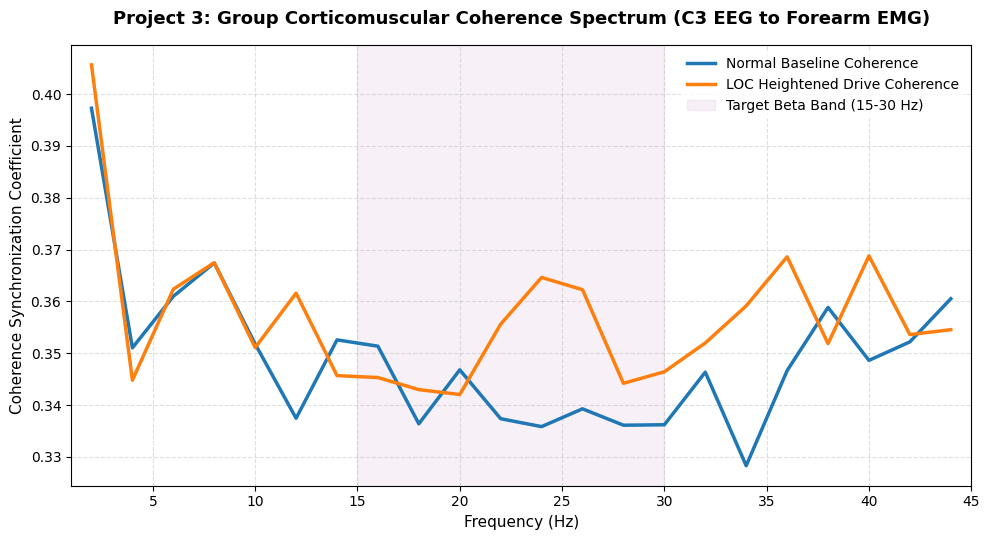 Project 3: Group Corticomuscular Coherence Spectrum (C3 EEG to Forearm EMG)
Normal Baseline Coherence
LOC Heightened Drive Coherence
Target Beta Band (15-30 Hz)
Coherence Synchronization Coefficient
0.40
0.39
0.38
0.37
0.36
0.35
0.34
0.33
5
10
15
20
25
30
35
40
45
Frequency (Hz)